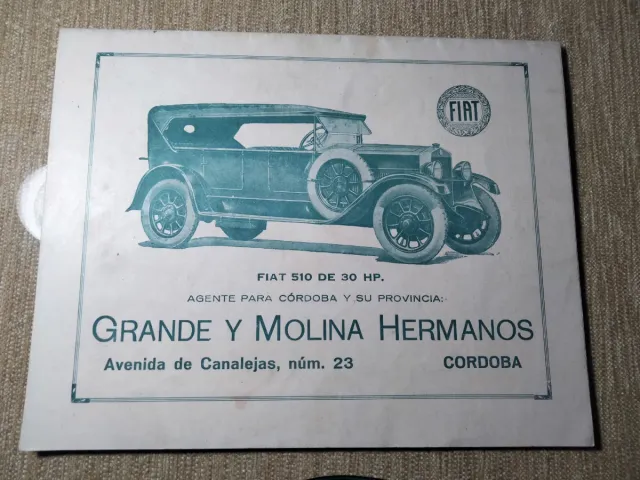 FIAT
FIAT 510 DE 30 HP.
AGENTE PARA CÓRDOBA Y SU PROVINCIA:-
GRANDE Y MOLINA HERMANOS
Avenida de Canalejas, núm. 23 CORDOBA